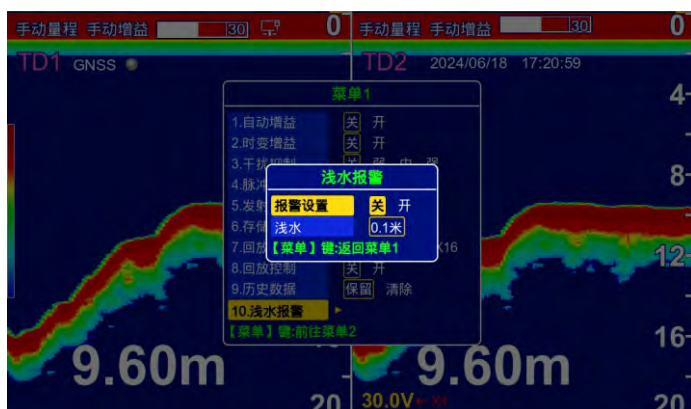 手动量程 手动增益 30 0
手动量程 手动增益 30 0
TD1 GNSS
TD2 2024/06/18 17:20:59
菜单1
4
1.自动增益 关 开
2.时变增益 关 开
3.干扰抑制 关 弱 中 强
浅水报警
8
4.脉冲
5.发射
报警设置 关 开
6.存储
浅水 0.1米
7.回放
【菜单】键:返回菜单1
X16
12
8.回放控制 关 开
9.历史数据 保留 清除
10.浅水报警
【菜单】键:前往菜单2
16
9.60m
9.60m
20
30.0V
20